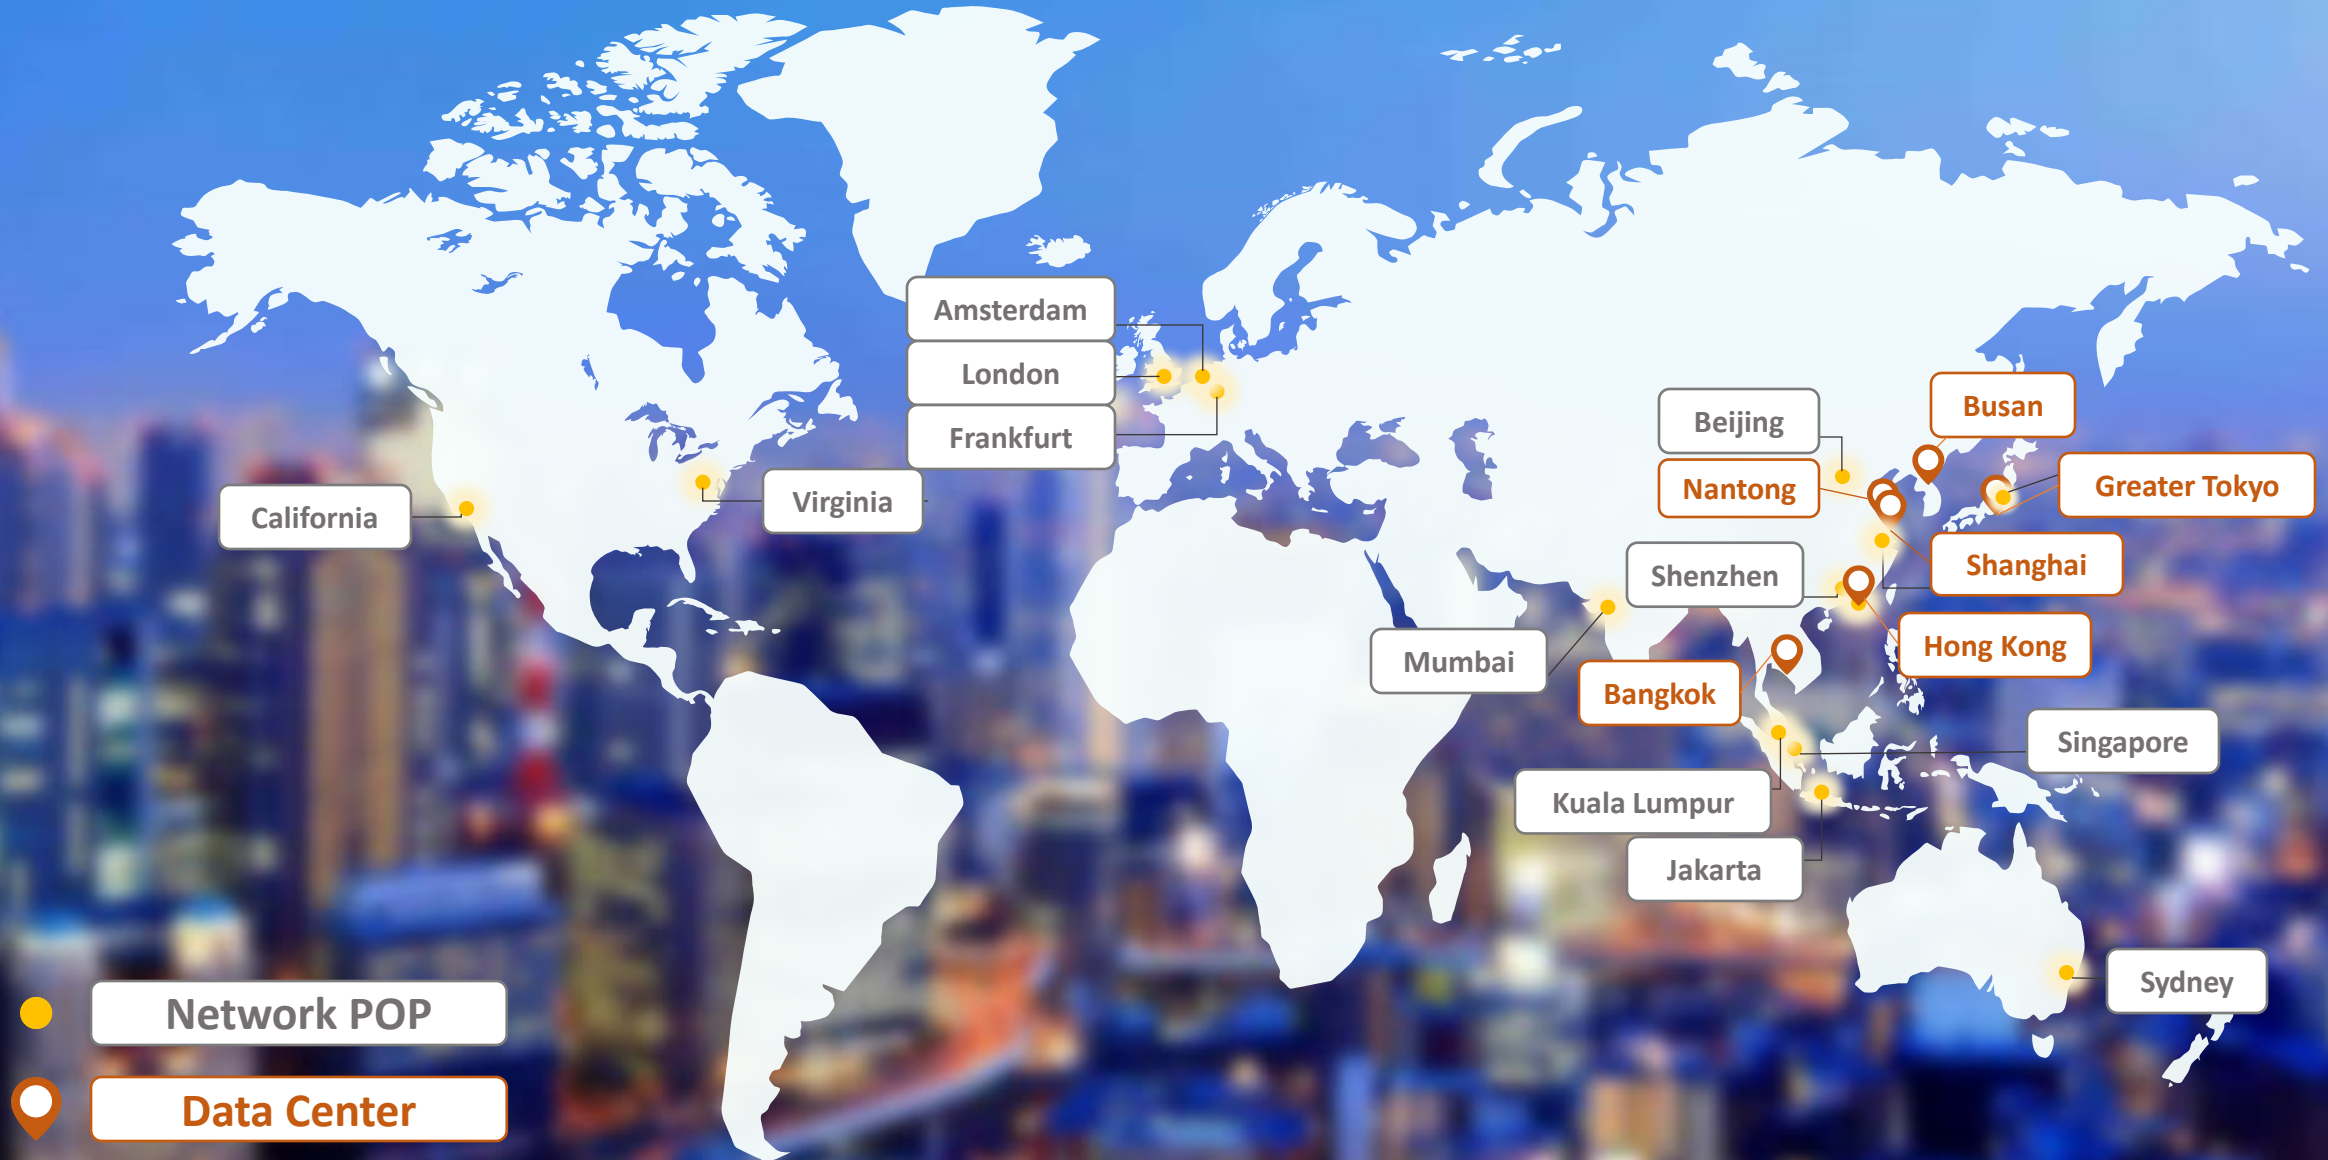 Amsterdam
London
Frankfurt
California
Virginia
Beijing
Busan
Nantong
Greater Tokyo
Shanghai
Shenzhen
Hong Kong
Mumbai
Bangkok
Singapore
Kuala Lumpur
Jakarta
Sydney
Network POP
Data Center